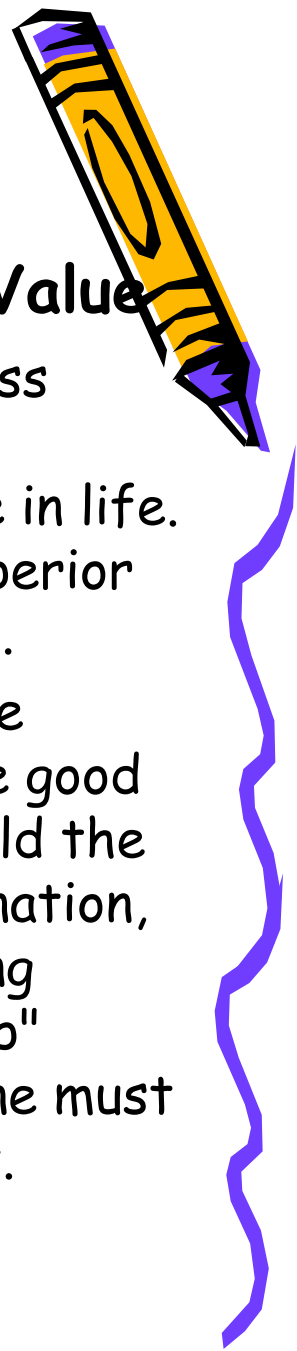 Value
ss
e in life.
perior
.
e
e good
ld the
nation,
ng
p"
ne must
.